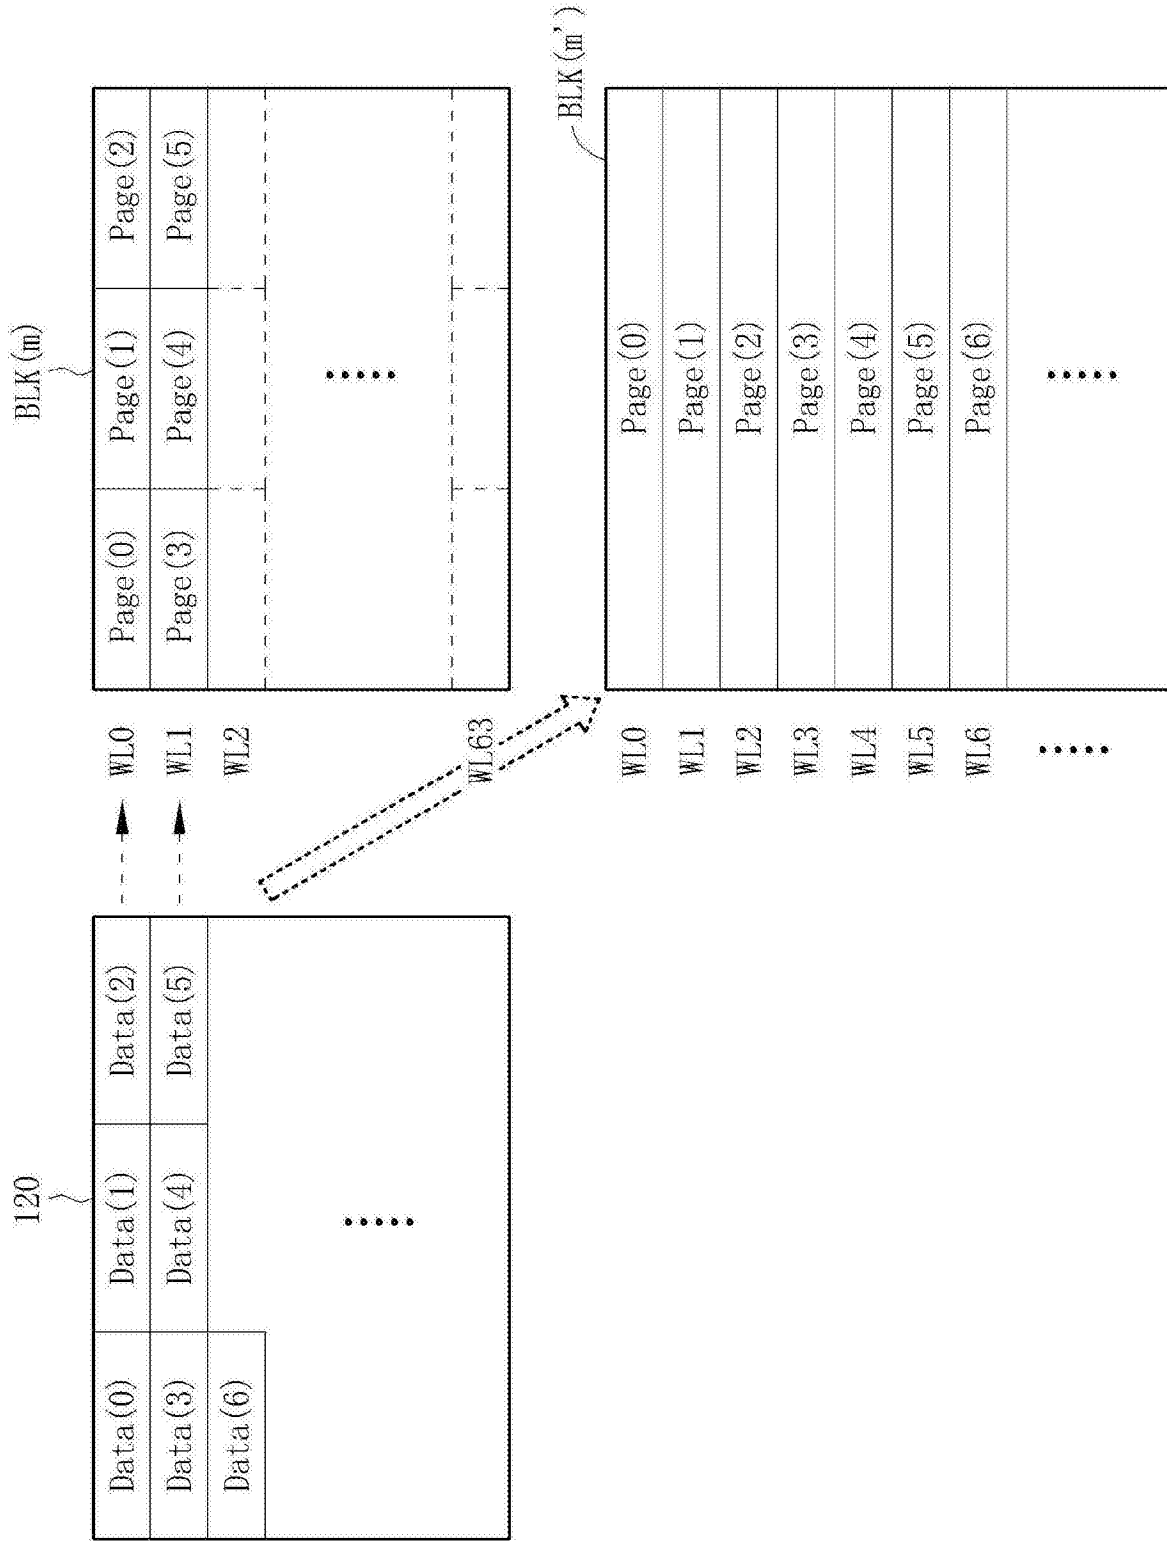 120
Data(0) Data(1) Data(2)
Data(3) Data(4) Data(5)
Data(6)
BLK(m)
WL0 Page(0) Page(1) Page(2)
WL1 Page(3) Page(4) Page(5)
WL2
WL63
BLK(m')
WL0 Page(0)
WL1 Page(1)
WL2 Page(2)
WL3 Page(3)
WL4 Page(4)
WL5 Page(5)
WL6 Page(6)